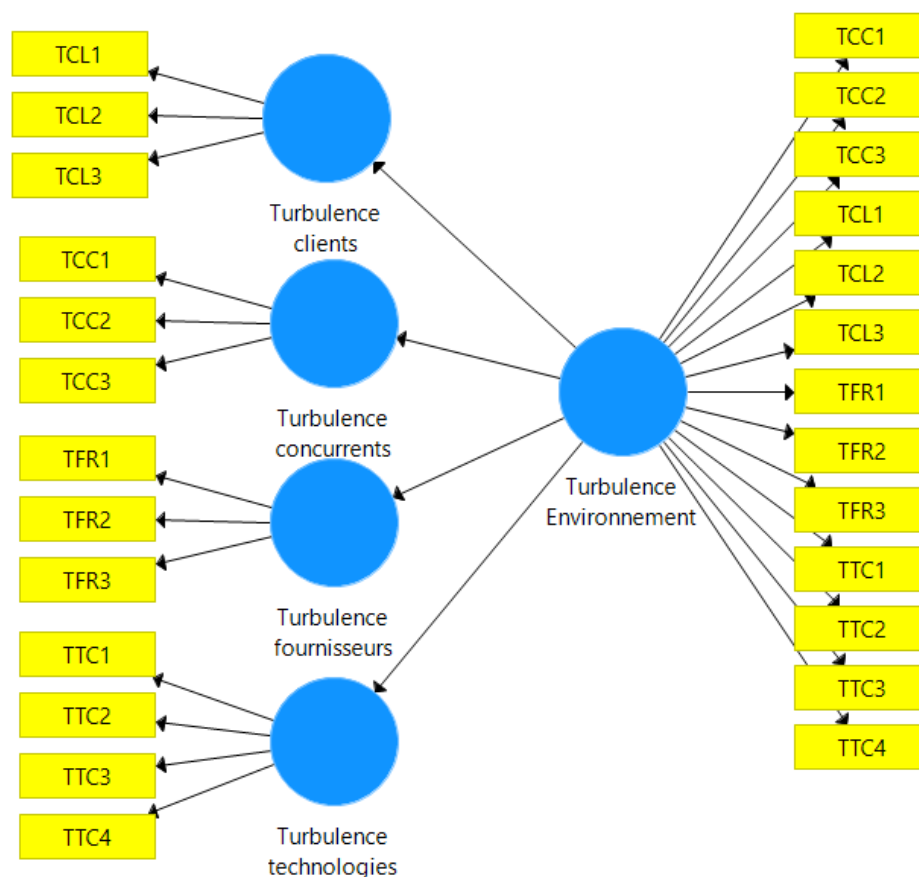 TCL1
TCL2
TCL3
Turbulence
clients
TCC1
TCC2
TCC3
Turbulence
concurrents
TFR1
TFR2
TFR3
Turbulence
fournisseurs
TTC1
TTC2
TTC3
TTC4
Turbulence
technologies
Turbulence
Environnement
TCC1
TCC2
TCC3
TCL1
TCL2
TCL3
TFR1
TFR2
TFR3
TTC1
TTC2
TTC3
TTC4